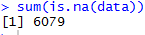 > sum(is.na(data))
[1] 6079
>